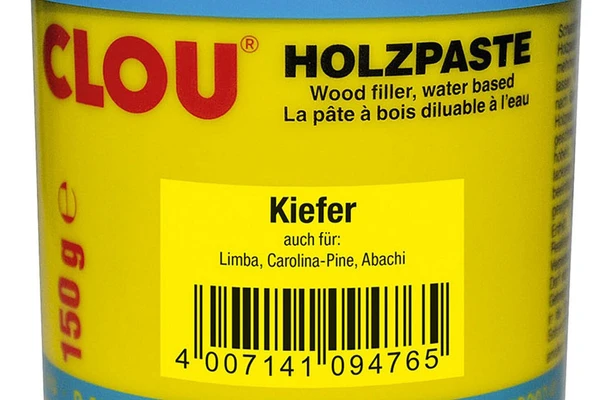 CLOU®
HOLZPASTE
Wood filler, water based
La pâte à bois diluable à l'eau
150 g e
Kiefer
auch für:
Limba, Carolina-Pine, Abachi
4 007141 094765